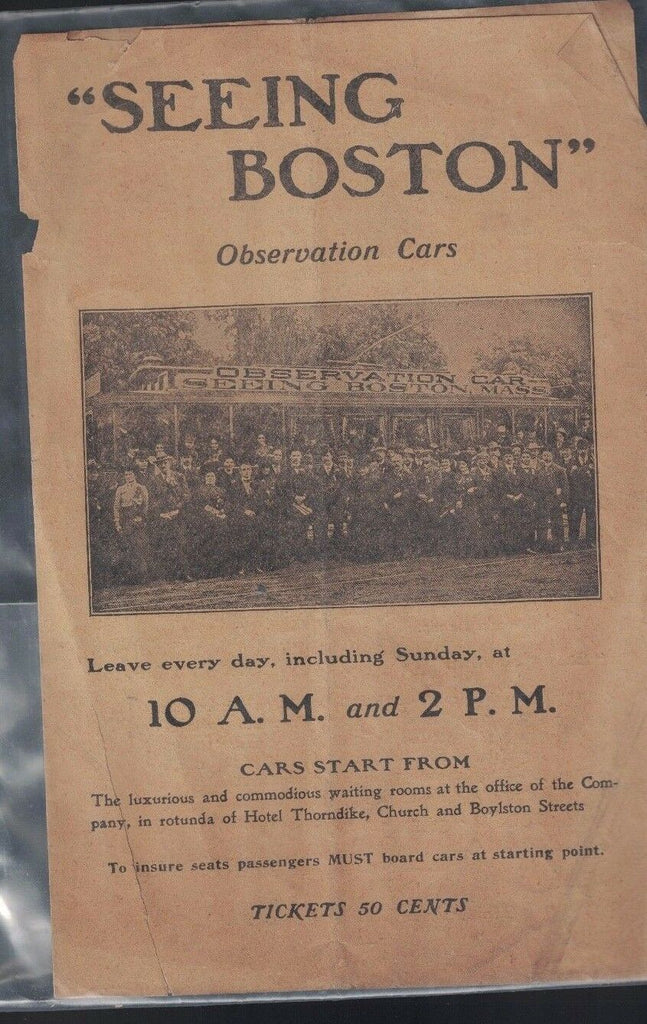 “SEEING
BOSTON”
Observation Cars
OBSERVATION CAR
SEEING BOSTON, MASS.
Leave every day, including Sunday, at
10 A. M. and 2 P. M.
CARS START FROM
The luxurious and commodious waiting rooms at the office of the Com-
pany, in rotunda of Hotel Thorndike, Church and Boylston Streets
To insure seats passengers MUST board cars at starting point.
TICKETS 50 CENTS